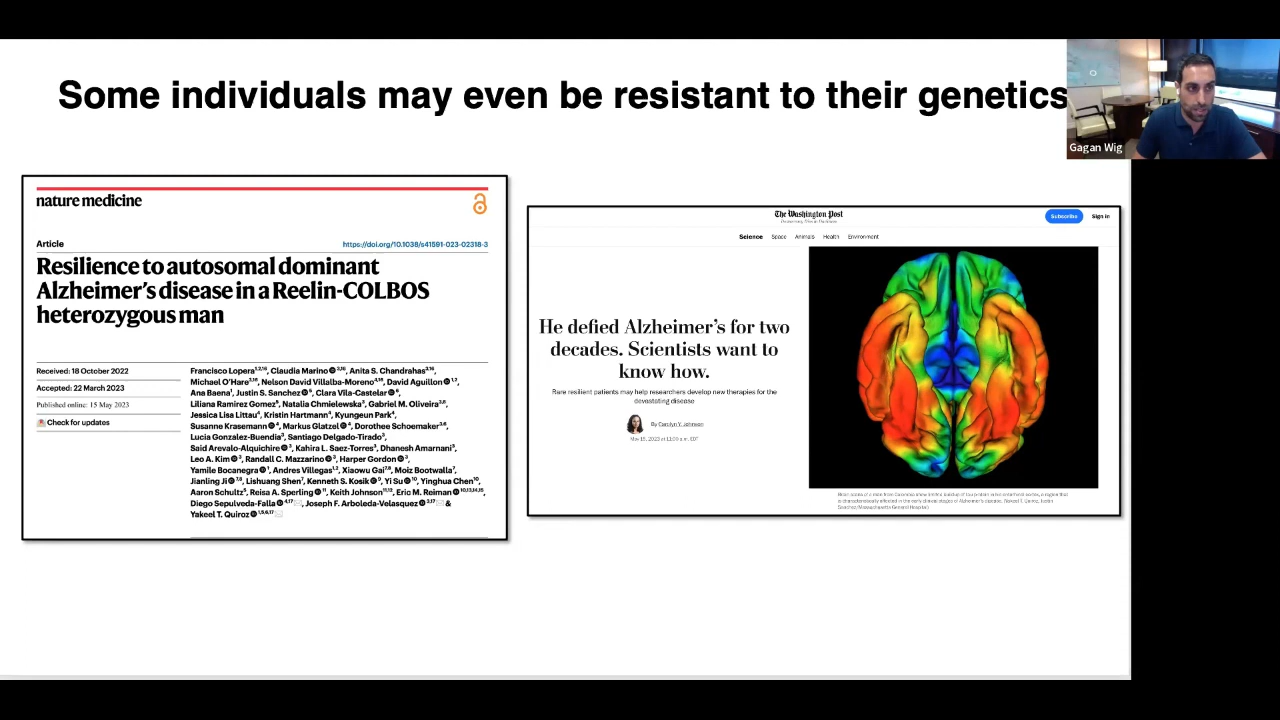 Some individuals may even be resistant to their genetics
Gagan Wig
nature medicine
Article
https://doi.org/10.1038/s41591-023-02318-3
Resilience to autosomal dominant
Alzheimer's disease in a Reelin-COLBOS
heterozygous man
Received: 18 October 2022
Accepted: 22 March 2023
Published online: 15 May 2023
Check for updates
Francisco Lopera, Claudia Marino, Anita S. Chandrahas,
Michael O'Hare, Nelson David Villalba-Moreno, David Aguillon,
Ana Baena, Justin S. Sanchez, Clara Vila-Castelar,
Liliana Ramirez Gomez, Natalia Chmielewska, Gabriel M. Oliveira,
Jessica Lisa Littau, Kristin Hartmann, Kyungeun Park,
Susanne Krasemann, Markus Glatzel, Dorothee Schoemaker,
Lucia Gonzalez-Buendia, Santiago Delgado-Tirado,
Said Arevalo-Alquichire, Kahira L. Saez-Torres, Dhanesh Amarnani,
Leo A. Kim, Randall C. Mazzarino, Harper Gordon,
Yamile Bocanegra, Andres Villegas, Xiaowu Gai, Moiz Bootwalla,
Jianling Ji, Lishuang Shen, Kenneth S. Kosik, Yi Su, Yinghua Chen,
Aaron Schultz, Reisa A. Sperling, Keith Johnson, Eric M. Reiman,
Diego Sepulveda-Falla, Joseph F. Arboleda-Velasquez &
Yakeel T. Quiroz
The Washington Post
Subscribe
Sign in
Science Space Animals Health Environment
He defied Alzheimer's for two
decades. Scientists want to
know how.
Rare resilient patients may help researchers develop new therapies for the
devastating disease
By Carolyn Y. Johnson